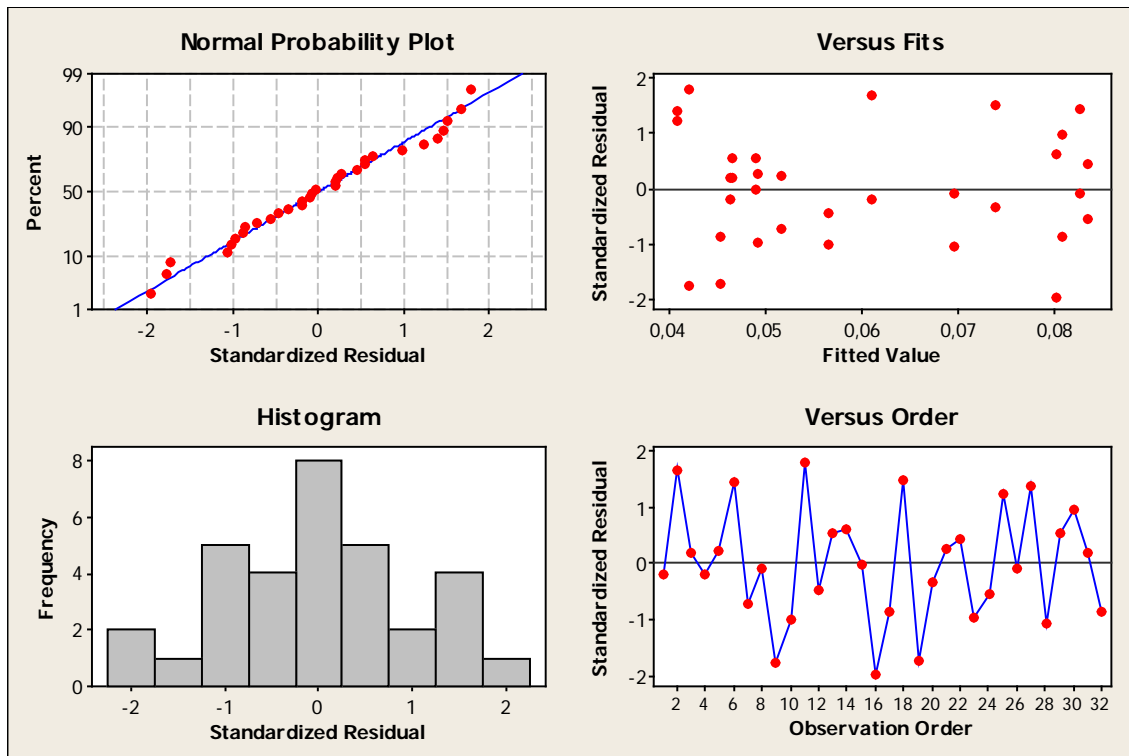 Normal Probability Plot
99
90
50
10
1
Percent
-2 -1 0 1 2
Standardized Residual
Versus Fits
2
1
0
-1
-2
Standardized Residual
0,04 0,05 0,06 0,07 0,08
Fitted Value
Histogram
8
6
4
2
0
Frequency
-2 -1 0 1 2
Standardized Residual
Versus Order
2
1
0
-1
-2
Standardized Residual
2 4 6 8 10 12 14 16 18 20 22 24 26 28 30 32
Observation Order